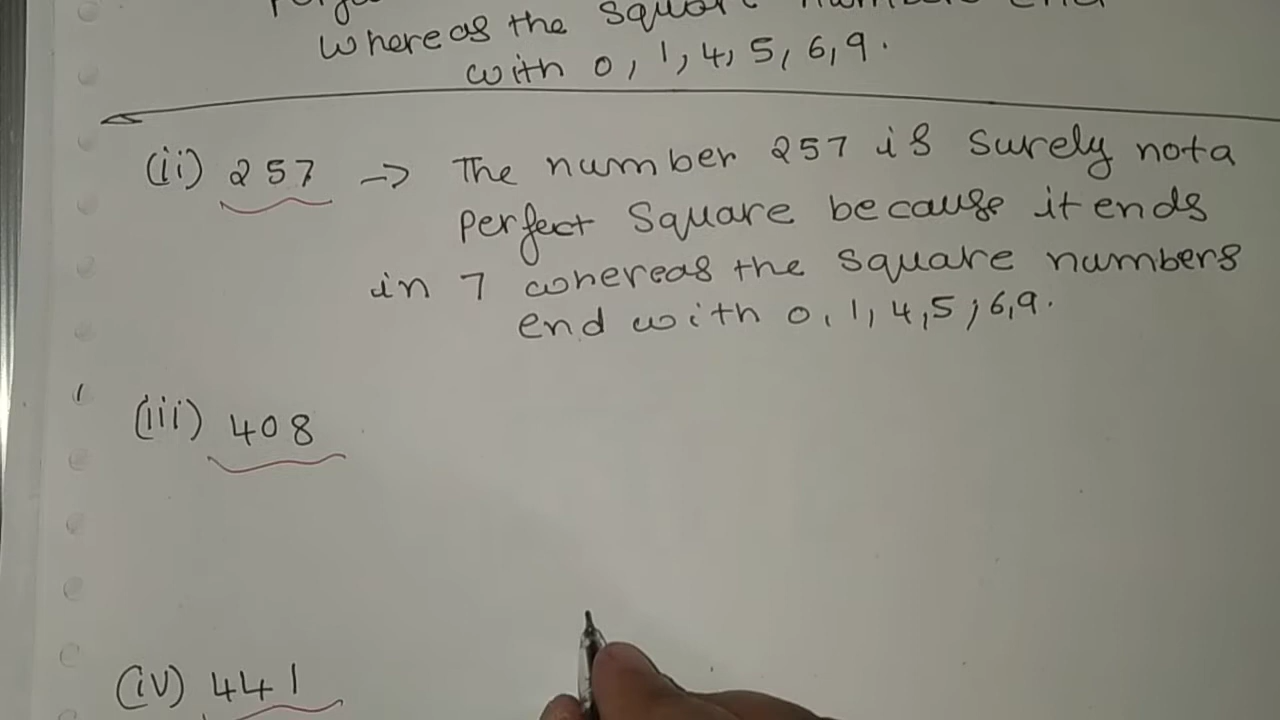 whereas the square
with 0, 1, 4, 5, 6, 9.
(ii) 257 → The number 257 is surely not a
perfect square because it ends
in 7 whereas the square numbers
end with 0, 1, 4, 5, 6, 9.
(iii) 408
(iv) 441